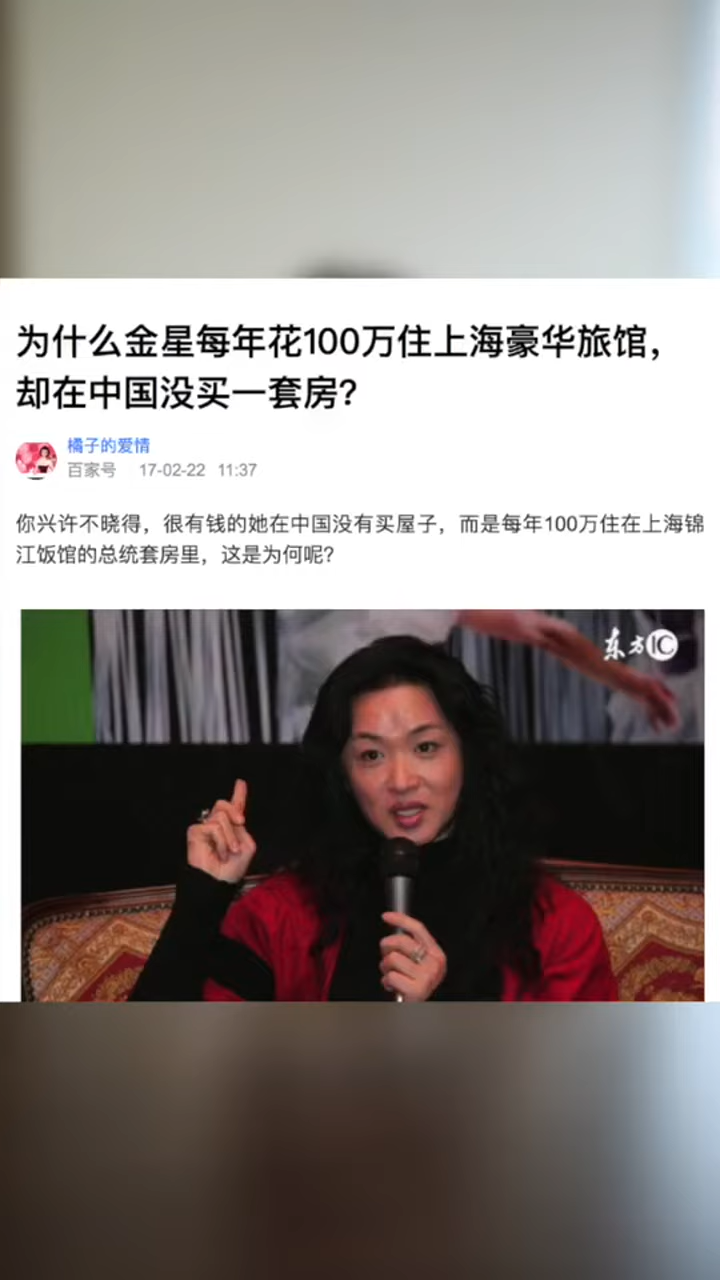 为什么金星每年花100万住上海豪华旅馆，
却在中国没买一套房？
橘子的爱情
百家号 17-02-22 11:37
你兴许不晓得，很有钱的她在中国没有买屋子，而是每年100万住在上海锦
江饭馆的总统套房里，这是为何呢？
东方IC